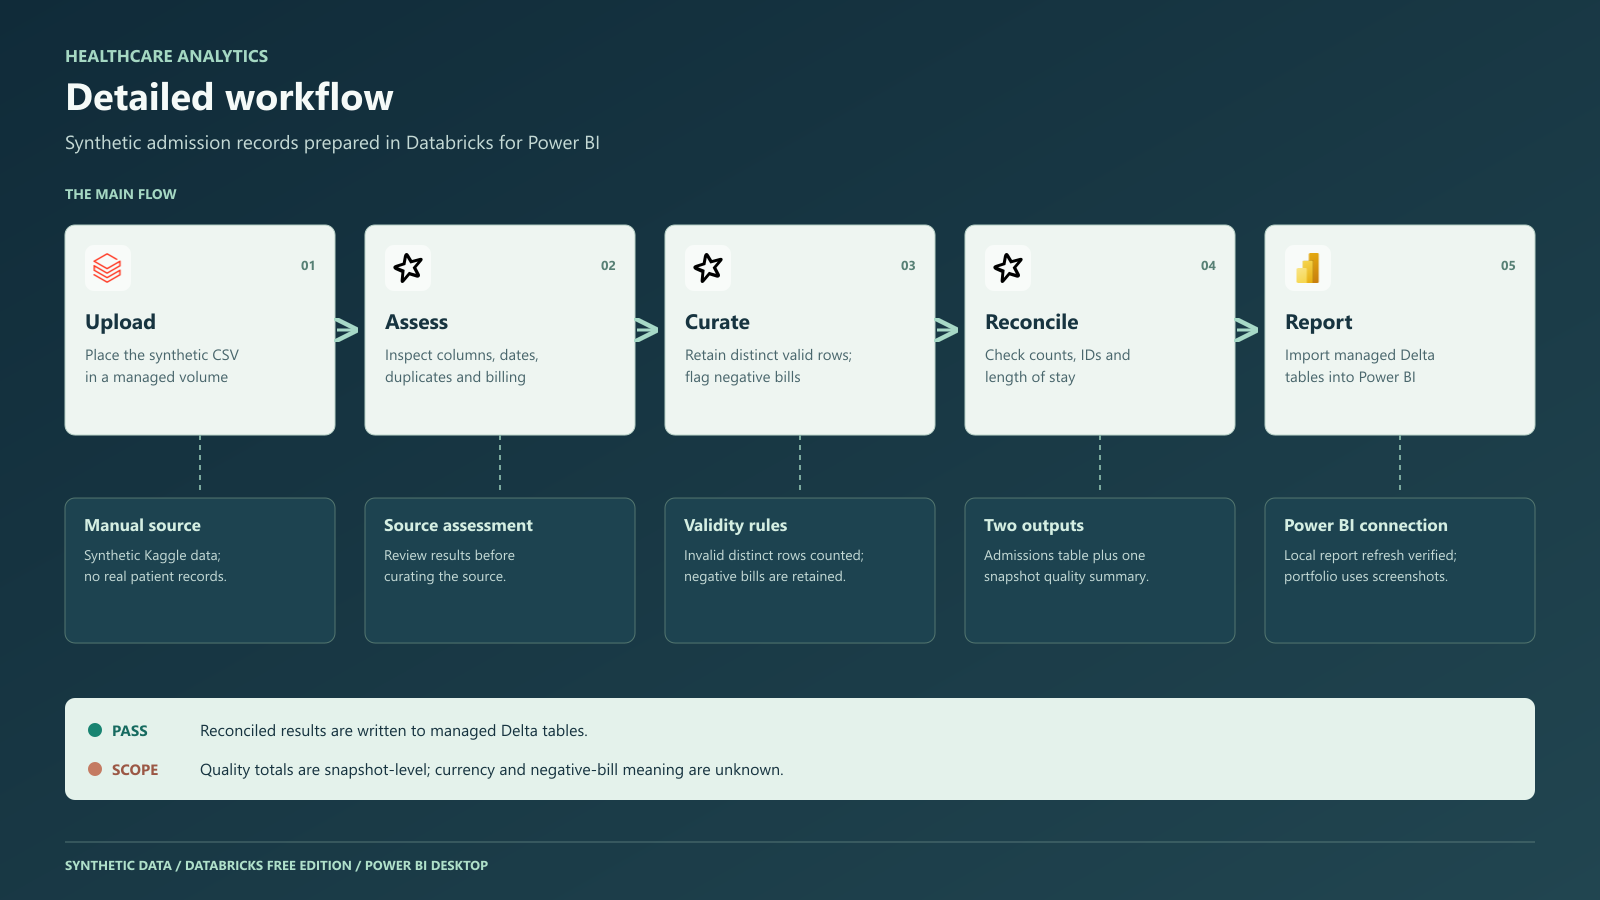 HEALTHCARE ANALYTICS
Detailed workflow
Synthetic admission records prepared in Databricks for Power BI
THE MAIN FLOW
01
Upload
Place the synthetic CSV
in a managed volume
02
Assess
Inspect columns, dates,
duplicates and billing
03
Curate
Retain distinct valid rows;
flag negative bills
04
Reconcile
Check counts, IDs and
length of stay
05
Report
Import managed Delta
tables into Power BI
Manual source
Synthetic Kaggle data;
no real patient records.
Source assessment
Review results before
curating the source.
Validity rules
Invalid distinct rows counted;
negative bills are retained.
Two outputs
Admissions table plus one
snapshot quality summary.
Power BI connection
Local report refresh verified;
portfolio uses screenshots.
PASS Reconciled results are written to managed Delta tables.
SCOPE Quality totals are snapshot-level; currency and negative-bill meaning are unknown.
SYNTHETIC DATA / DATABRICKS FREE EDITION / POWER BI DESKTOP